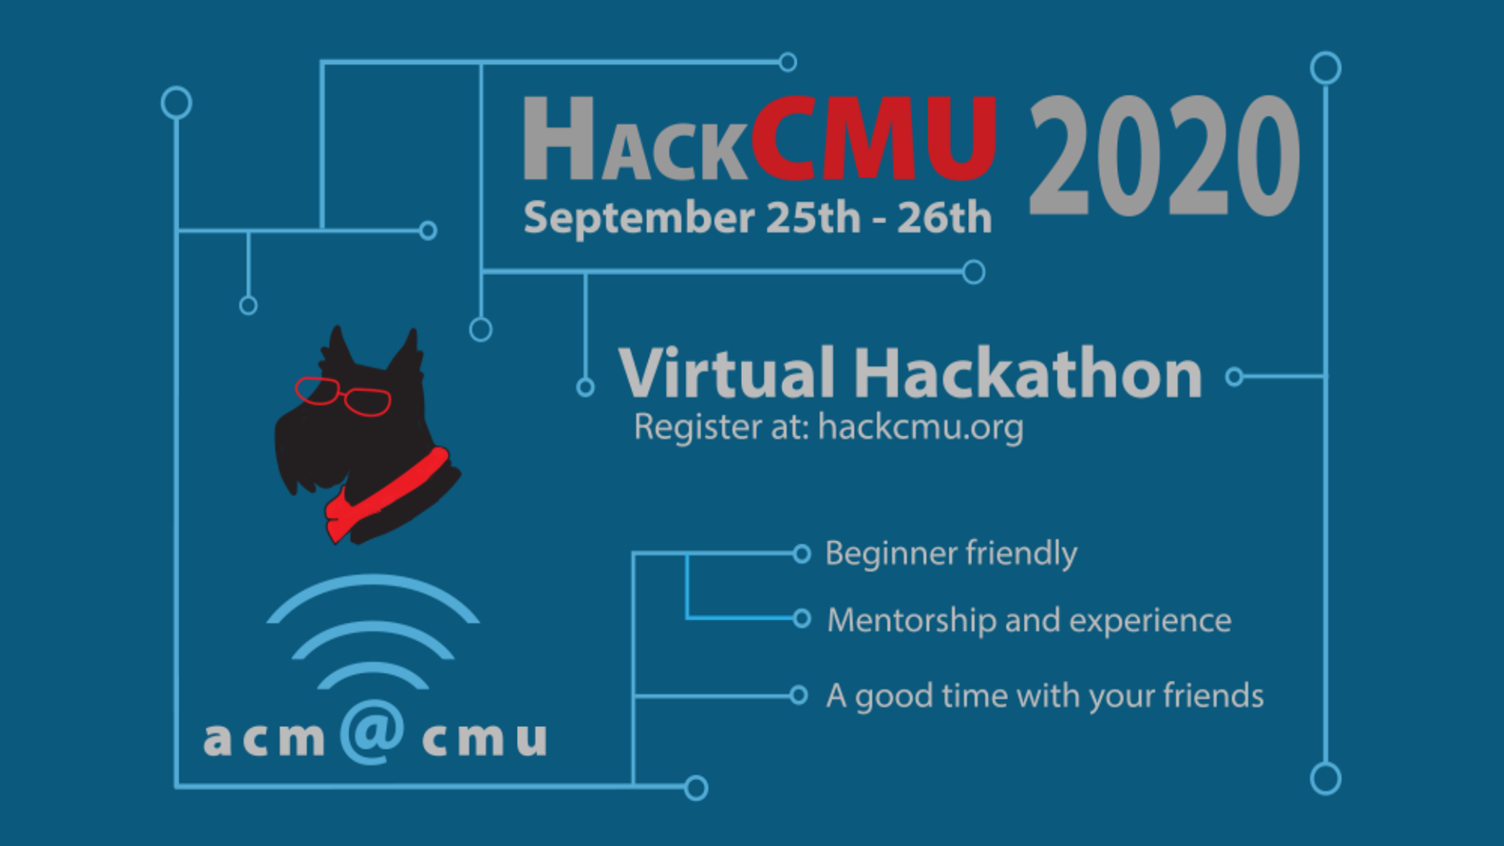 HACKCMU 2020
September 25th - 26th
Virtual Hackathon
Register at: hackcmu.org
Beginner friendly
Mentorship and experience
A good time with your friends
acm@cmu